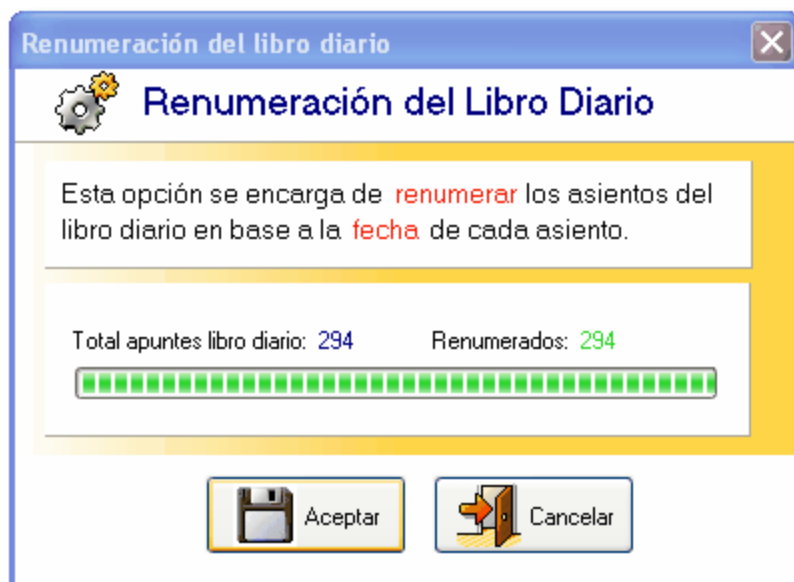 Renumeración del libro diario
Renumeración del Libro Diario
Esta opción se encarga de renumerar los asientos del
libro diario en base a la fecha de cada asiento.
Total apuntes libro diario: 294 Renumerados: 294
Aceptar Cancelar